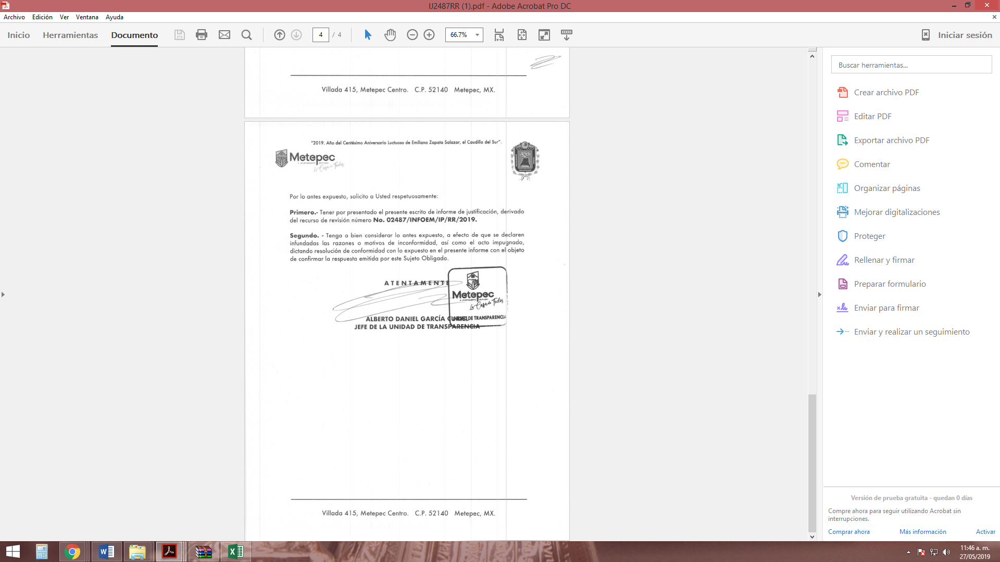 IJ2487RR (1).pdf - Adobe Acrobat Pro DC
Archivo Edición Ver Ventana Ayuda
Inicio Herramientas Documento 4 / 4 66.7% Iniciar sesión
Villada 415, Metepec Centro. C.P. 52140 Metepec, MX.
"2019. Año del Centésimo Aniversario Luctuoso de Emiliano Zapata Salazar, el Caudillo del Sur".
Metepec
H. AYUNTAMIENTO 2019-2021
La Casa de Todos
Por lo antes expuesto, solicito a Usted respetuosamente:
Primero.- Tener por presentado el presente escrito de informe de justificación, derivado
del recurso de revisión número No. 02487/INFOEM/IP/RR/2019.
Segundo. - Tenga a bien considerar lo antes expuesto, a efecto de que se declaren
infundadas las razones o motivos de inconformidad, así como el acto impugnado,
dictando resolución de conformidad con lo expuesto en el presente informe con el objeto
de confirmar la respuesta emitida por este Sujeto Obligado.
ATENTAMENTE
Metepec
H. AYUNTAMIENTO 2019-2021
La Casa de Todos
DE TRANSPARENCIA
ALBERTO DANIEL GARCÍA
JEFE DE LA UNIDAD DE TRANSPARENCIA
Villada 415, Metepec Centro. C.P. 52140 Metepec, MX.
Buscar herramientas...
Crear archivo PDF
Editar PDF
Exportar archivo PDF
Comentar
Organizar páginas
Mejorar digitalizaciones
Proteger
Rellenar y firmar
Preparar formulario
Enviar para firmar
Enviar y realizar un seguimiento
Versión de prueba gratuita - quedan 0 días
Compre ahora para seguir utilizando Acrobat sin
interrupciones.
Comprar ahora Más información Activar
11:46 a. m.
27/05/2019